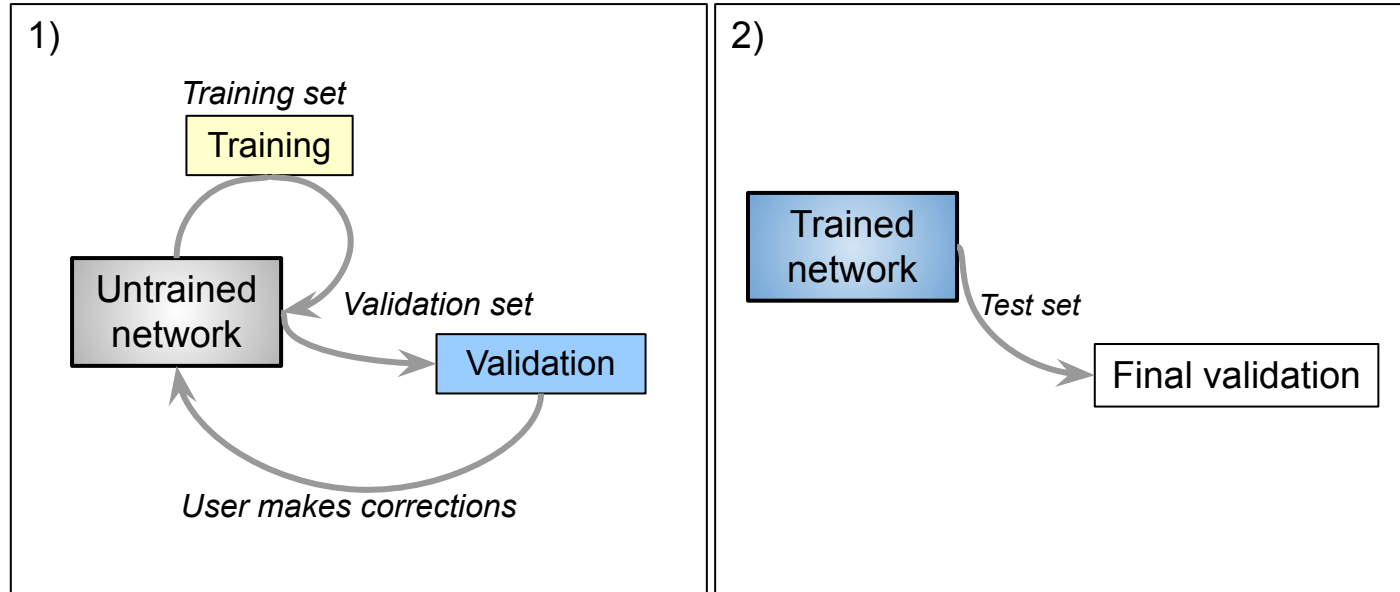 1)
Training set
Training
Untrained
network
Validation set
Validation
User makes corrections
2)
Trained
network
Test set
Final validation